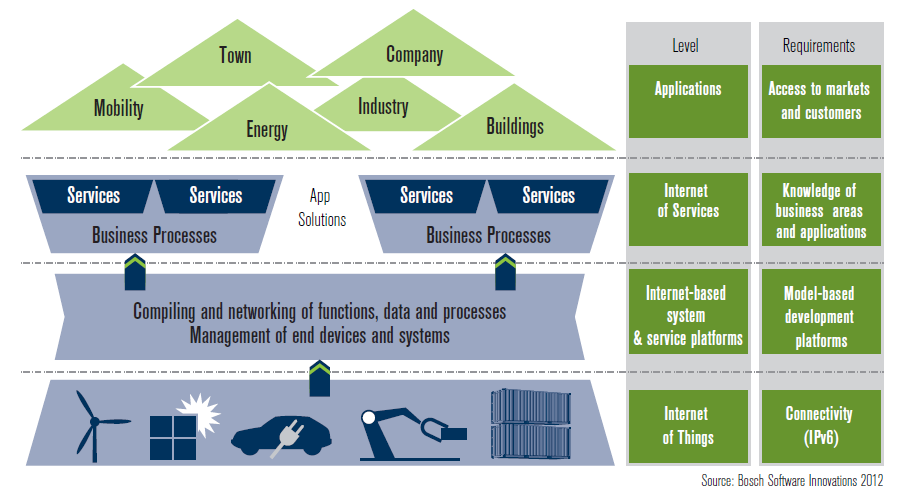 Town
Company
Mobility
Industry
Energy
Buildings
Level
Requirements
Applications
Access to markets
and customers
Services
Services
App
Solutions
Services
Services
Business Processes
Business Processes
Internet
of Services
Knowledge of
business areas
and applications
Compiling and networking of functions, data and processes
Management of end devices and systems
Internet-based
system
& service platforms
Model-based
development
platforms
Internet
of Things
Connectivity
(IPv6)
Source: Bosch Software Innovations 2012